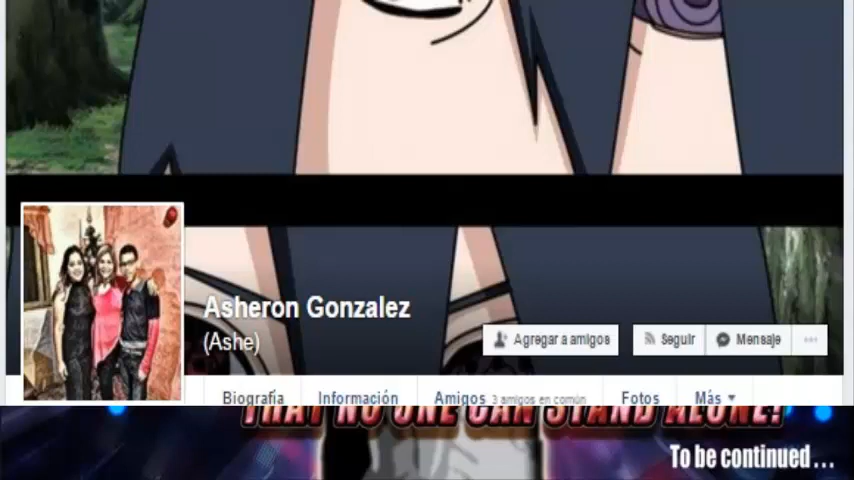 Asheron Gonzalez
(Ashe)
Agregar a amigos
Seguir
Mensaje
...
Biografía
Información
Amigos 3 amigos en común
Fotos
Más
THAT NO ONE CAN STAND ALONE!
To be continued...